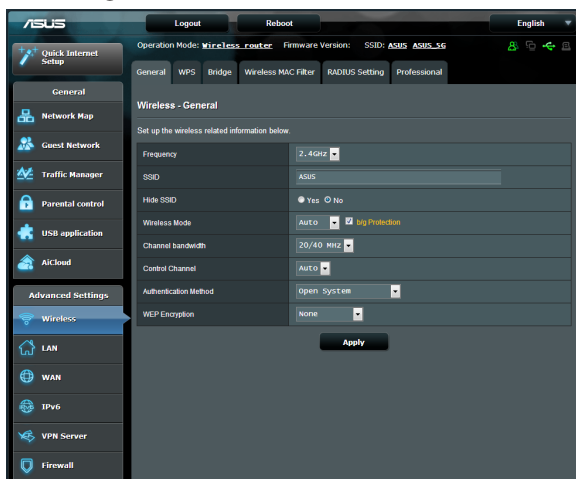 ASUS Logout Reboot English
Operation Mode: Wireless router Firmware Version: SSID: ASUS ASUS_5G
Quick Internet Setup
General WPS Bridge Wireless MAC Filter RADIUS Setting Professional
General
Network Map
Guest Network
Traffic Manager
Parental control
USB application
AiCloud
Advanced Settings
Wireless
LAN
WAN
IPv6
VPN Server
Firewall
Wireless - General
Set up the wireless related information below.
Frequency 2.4GHz
SSID ASUS
Hide SSID Yes No
Wireless Mode Auto b/g Protection
Channel bandwidth 20/40 MHz
Control Channel Auto
Authentication Method Open System
WEP Encryption None
Apply